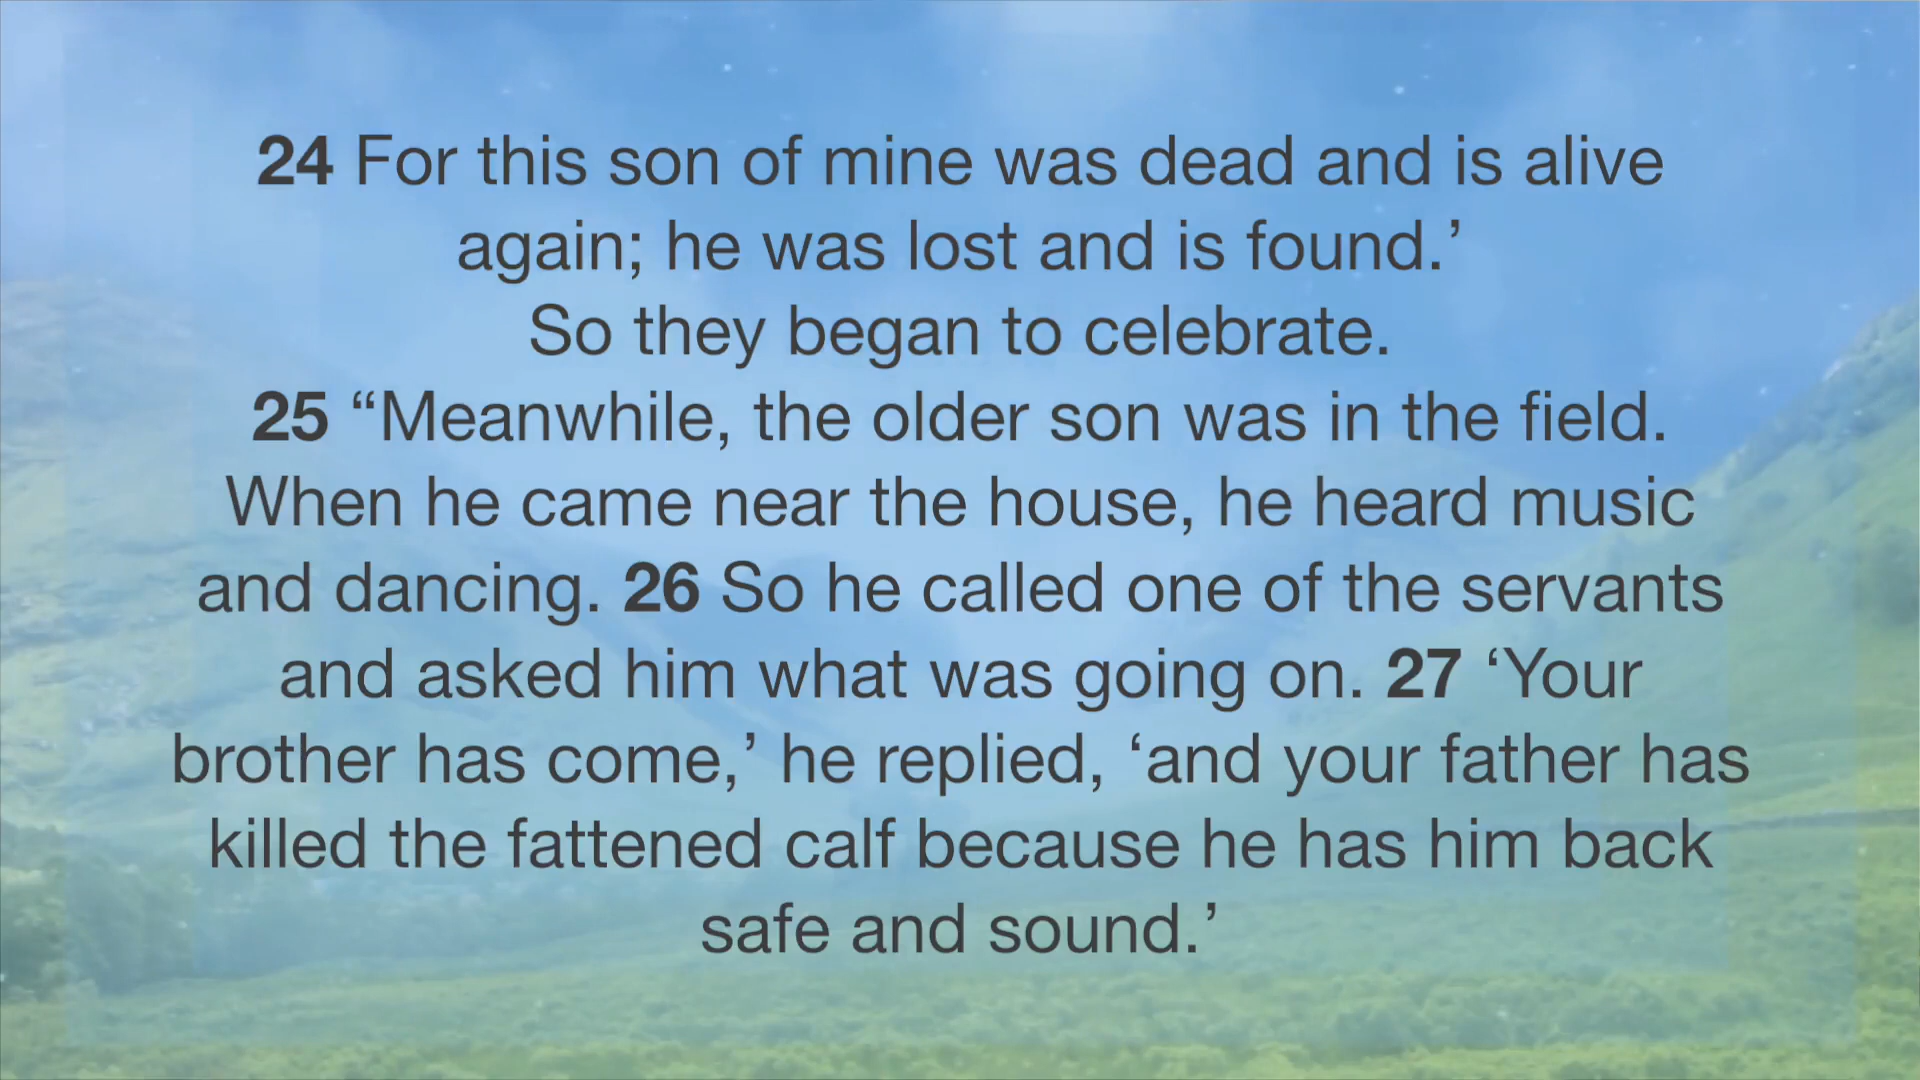 24 For this son of mine was dead and is alive
again; he was lost and is found.’
So they began to celebrate.
25 “Meanwhile, the older son was in the field.
When he came near the house, he heard music
and dancing. 26 So he called one of the servants
and asked him what was going on. 27 ‘Your
brother has come,’ he replied, ‘and your father has
killed the fattened calf because he has him back
safe and sound.’